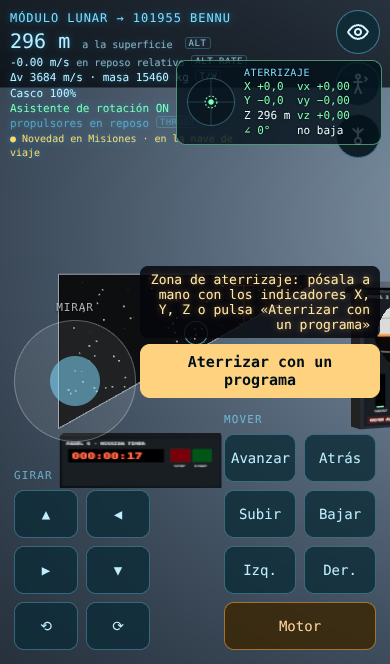 MÓDULO LUNAR → 101955 BENNU
296 m a la superficie ALT
-0.00 m/s en reposo relativo ALT RATE
Δv 3684 m/s · masa 15460 kg
Casco 100%
Asistente de rotación ON
propulsores en reposo
● Novedad en Misiones · en la nave de
viaje
ATERRIZAJE
X +0,0 vx +0,00
Y −0,0 vy −0,00
Z 296 m vz +0,00
∠ 0° no baja
Zona de aterrizaje: pósala a
mano con los indicadores X,
Y, Z o pulsa «Aterrizar con
un programa»
MIRAR
Aterrizar con un
programa
MOVER
000:00:17
GIRAR
Avanzar Atrás
▲ ◄ Subir Bajar
► ▼ Izq. Der.
⟲ ⟳ Motor